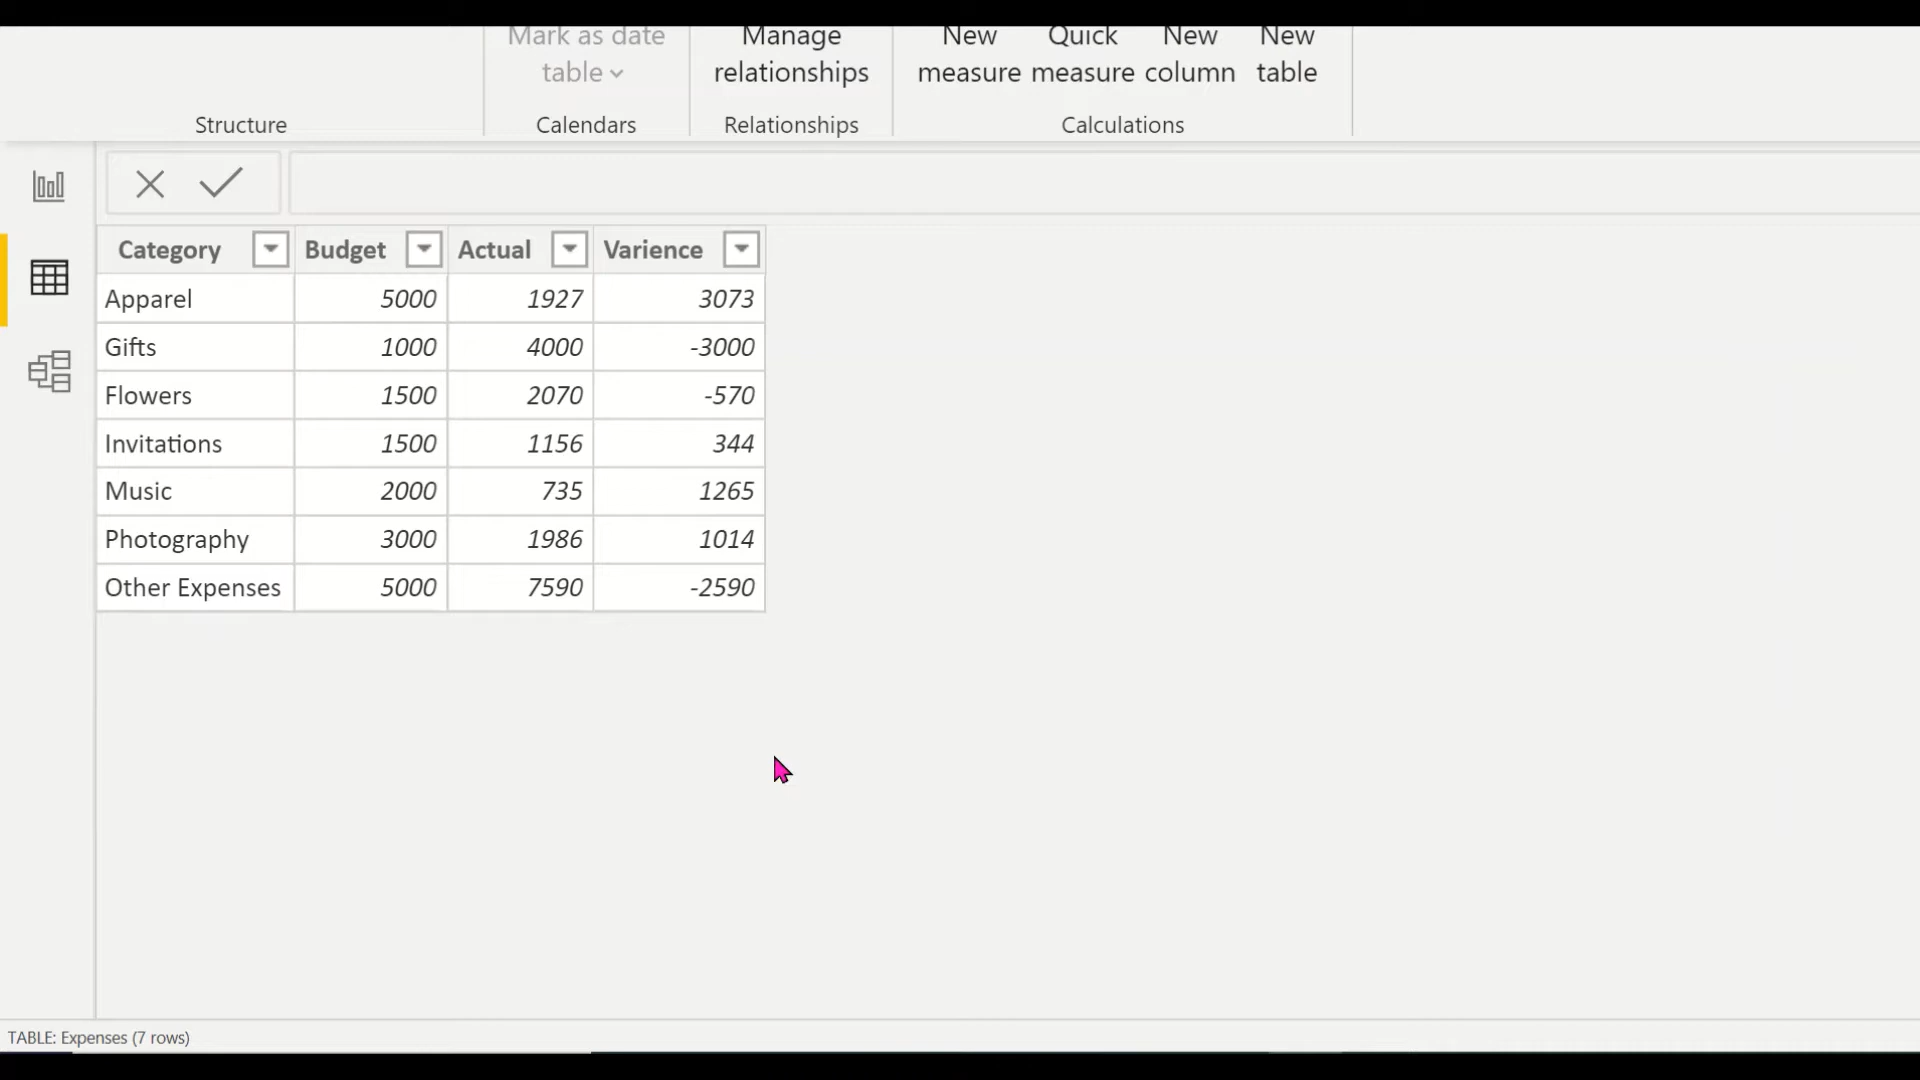 Mark as date table
Manage relationships
New measure
Quick measure
New column
New table
Structure
Calendars
Relationships
Calculations
Category Budget Actual Varience
Apparel 5000 1927 3073
Gifts 1000 4000 -3000
Flowers 1500 2070 -570
Invitations 1500 1156 344
Music 2000 735 1265
Photography 3000 1986 1014
Other Expenses 5000 7590 -2590
TABLE: Expenses (7 rows)